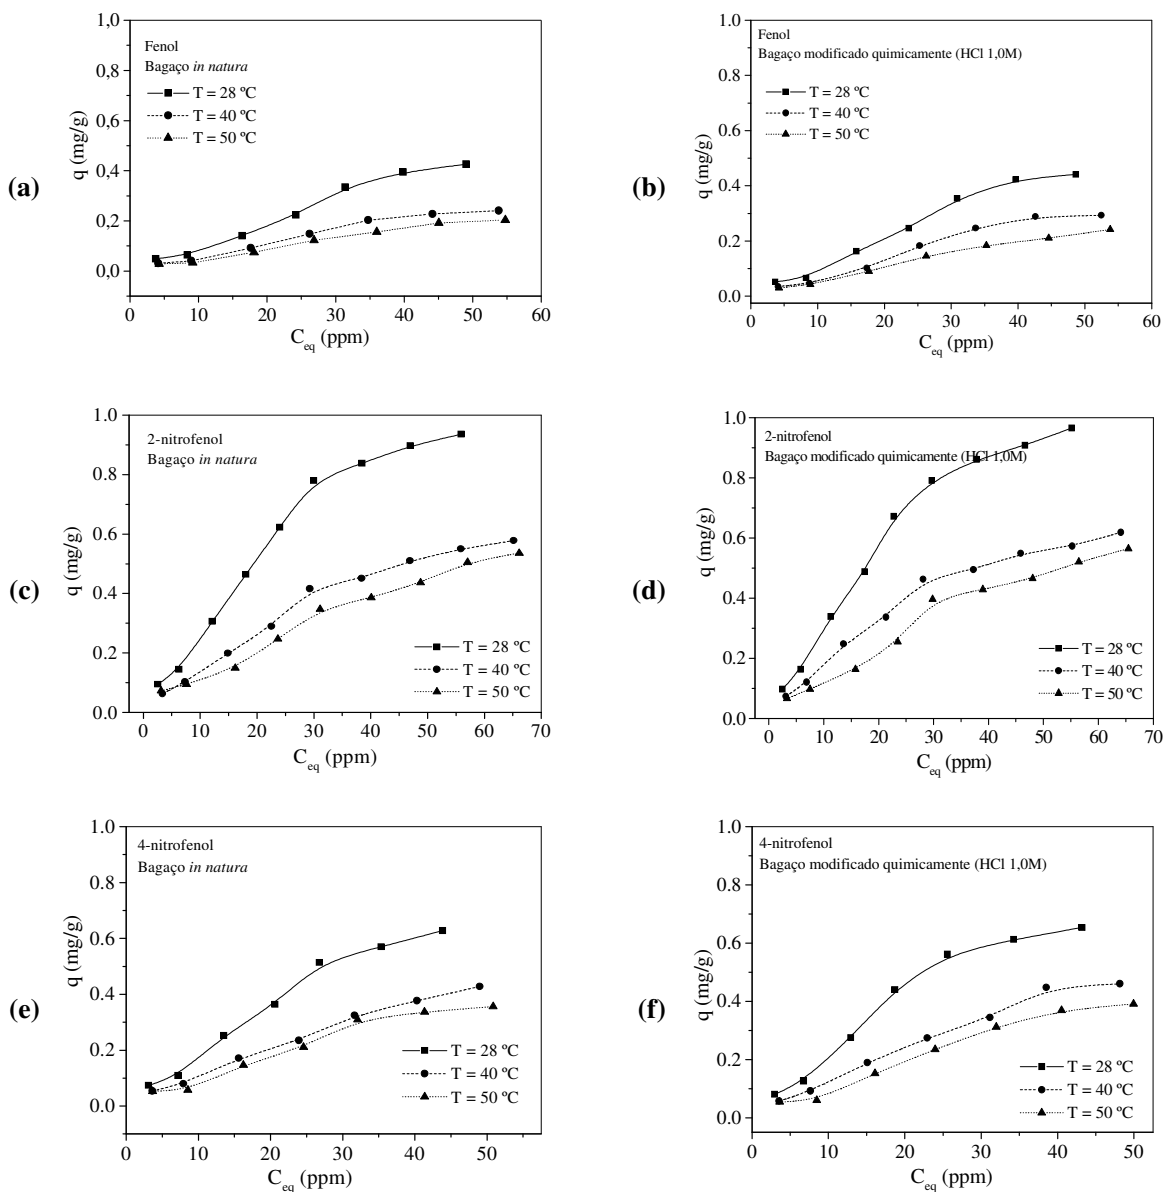 (a)
1,0
0,8
0,6
0,4
0,2
0,0
q (mg/g)
Fenol
Bagaço in natura
T = 28 ºC
T = 40 ºC
T = 50 ºC
0 10 20 30 40 50 60
Ceq (ppm)
(b)
1.0
0.8
0.6
0.4
0.2
0.0
q (mg/g)
Fenol
Bagaço modificado quimicamente (HCl 1,0M)
T = 28 ºC
T = 40 ºC
T = 50 ºC
0 10 20 30 40 50 60
Ceq (ppm)
(c)
1.0
0.8
0.6
0.4
0.2
0.0
q (mg/g)
2-nitrofenol
Bagaço in natura
T = 28 ºC
T = 40 ºC
T = 50 ºC
0 10 20 30 40 50 60 70
Ceq (ppm)
(d)
1.0
0.8
0.6
0.4
0.2
0.0
q (mg/g)
2-nitrofenol
Bagaço modificado quimicamente (HCl 1,0M)
T = 28 ºC
T = 40 ºC
T = 50 ºC
0 10 20 30 40 50 60 70
Ceq (ppm)
(e)
1.0
0.8
0.6
0.4
0.2
0.0
q (mg/g)
4-nitrofenol
Bagaço in natura
T = 28 ºC
T = 40 ºC
T = 50 ºC
0 10 20 30 40 50
Ceq (ppm)
(f)
1.0
0.8
0.6
0.4
0.2
0.0
q (mg/g)
4-nitrofenol
Bagaço modificado quimicamente (HCl 1,0M)
T = 28 ºC
T = 40 ºC
T = 50 ºC
0 10 20 30 40 50
Ceq (ppm)